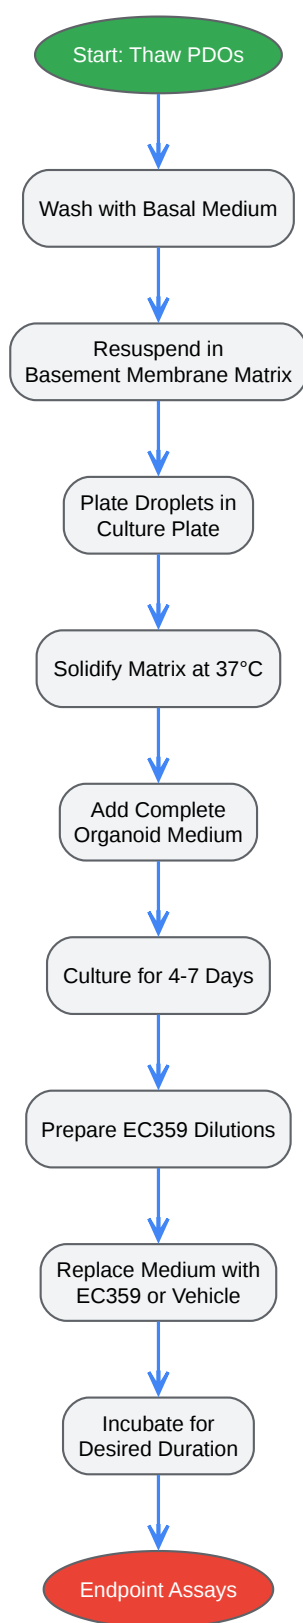 Start: Thaw PDOs
Wash with Basal Medium
Resuspend in
Basement Membrane Matrix
Plate Droplets in
Culture Plate
Solidify Matrix at 37°C
Add Complete
Organoid Medium
Culture for 4-7 Days
Prepare EC359 Dilutions
Replace Medium with
EC359 or Vehicle
Incubate for
Desired Duration
Endpoint Assays